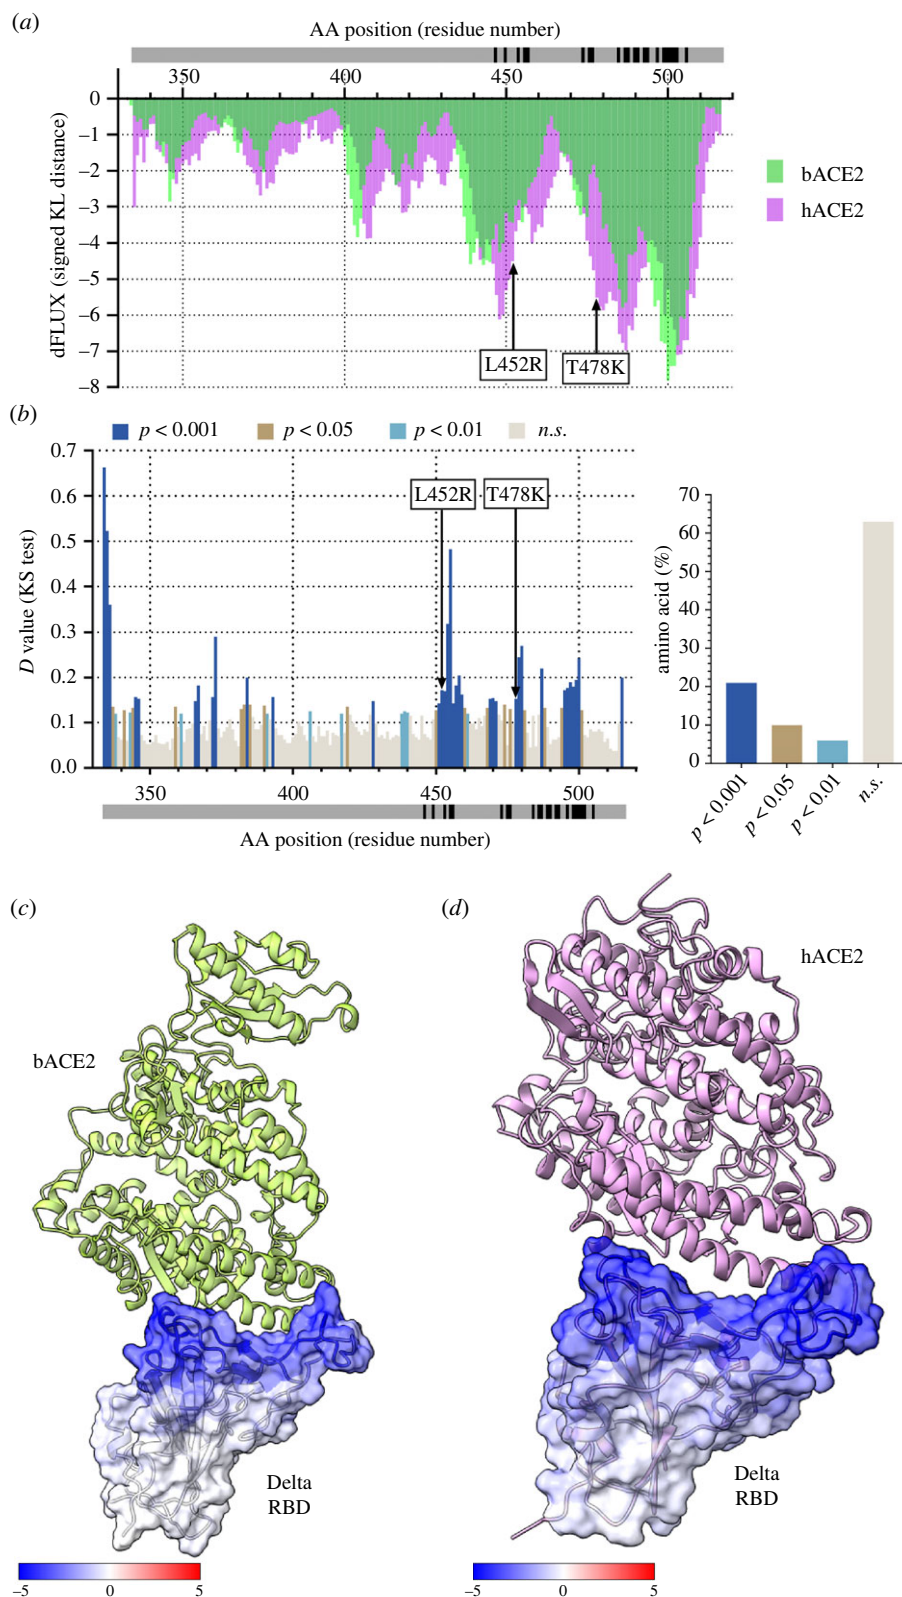 (a)
AA position (residue number)
350 400 450 500
0
–1
–2
–3
–4
–5
–6
–7
–8
dFLUX (signed KL distance)
bACE2
hACE2
L452R
T478K
(b)
p < 0.001 p < 0.05 p < 0.01 n.s.
0.7
0.6
0.5
0.4
0.3
0.2
0.1
0.0
D value (KS test)
L452R T478K
350 400 450 500
AA position (residue number)
70
60
50
40
30
20
10
0
amino acid (%)
p < 0.001
p < 0.05
p < 0.01
n.s.
(c)
bACE2
Delta
RBD
–5 0 5
(d)
hACE2
Delta
RBD
–5 0 5